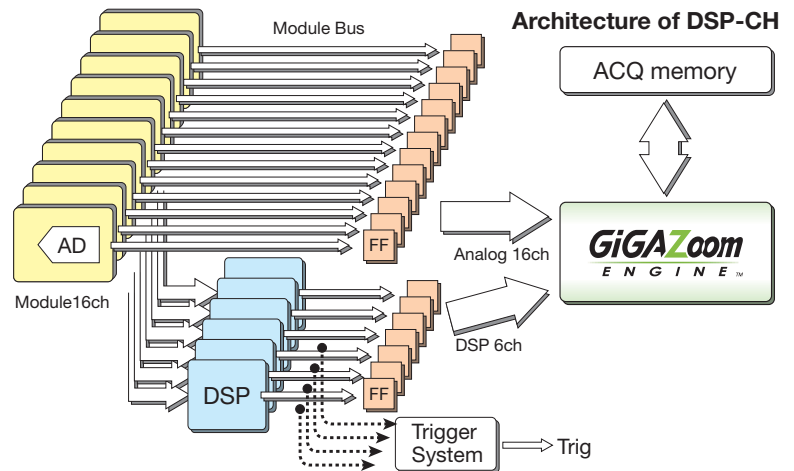 Architecture of DSP-CH
Module Bus
ACQ memory
AD
FF
Analog 16ch
GiGAZoom
ENGINE™
Module16ch
DSP 6ch
DSP
FF
Trigger
System
Trig